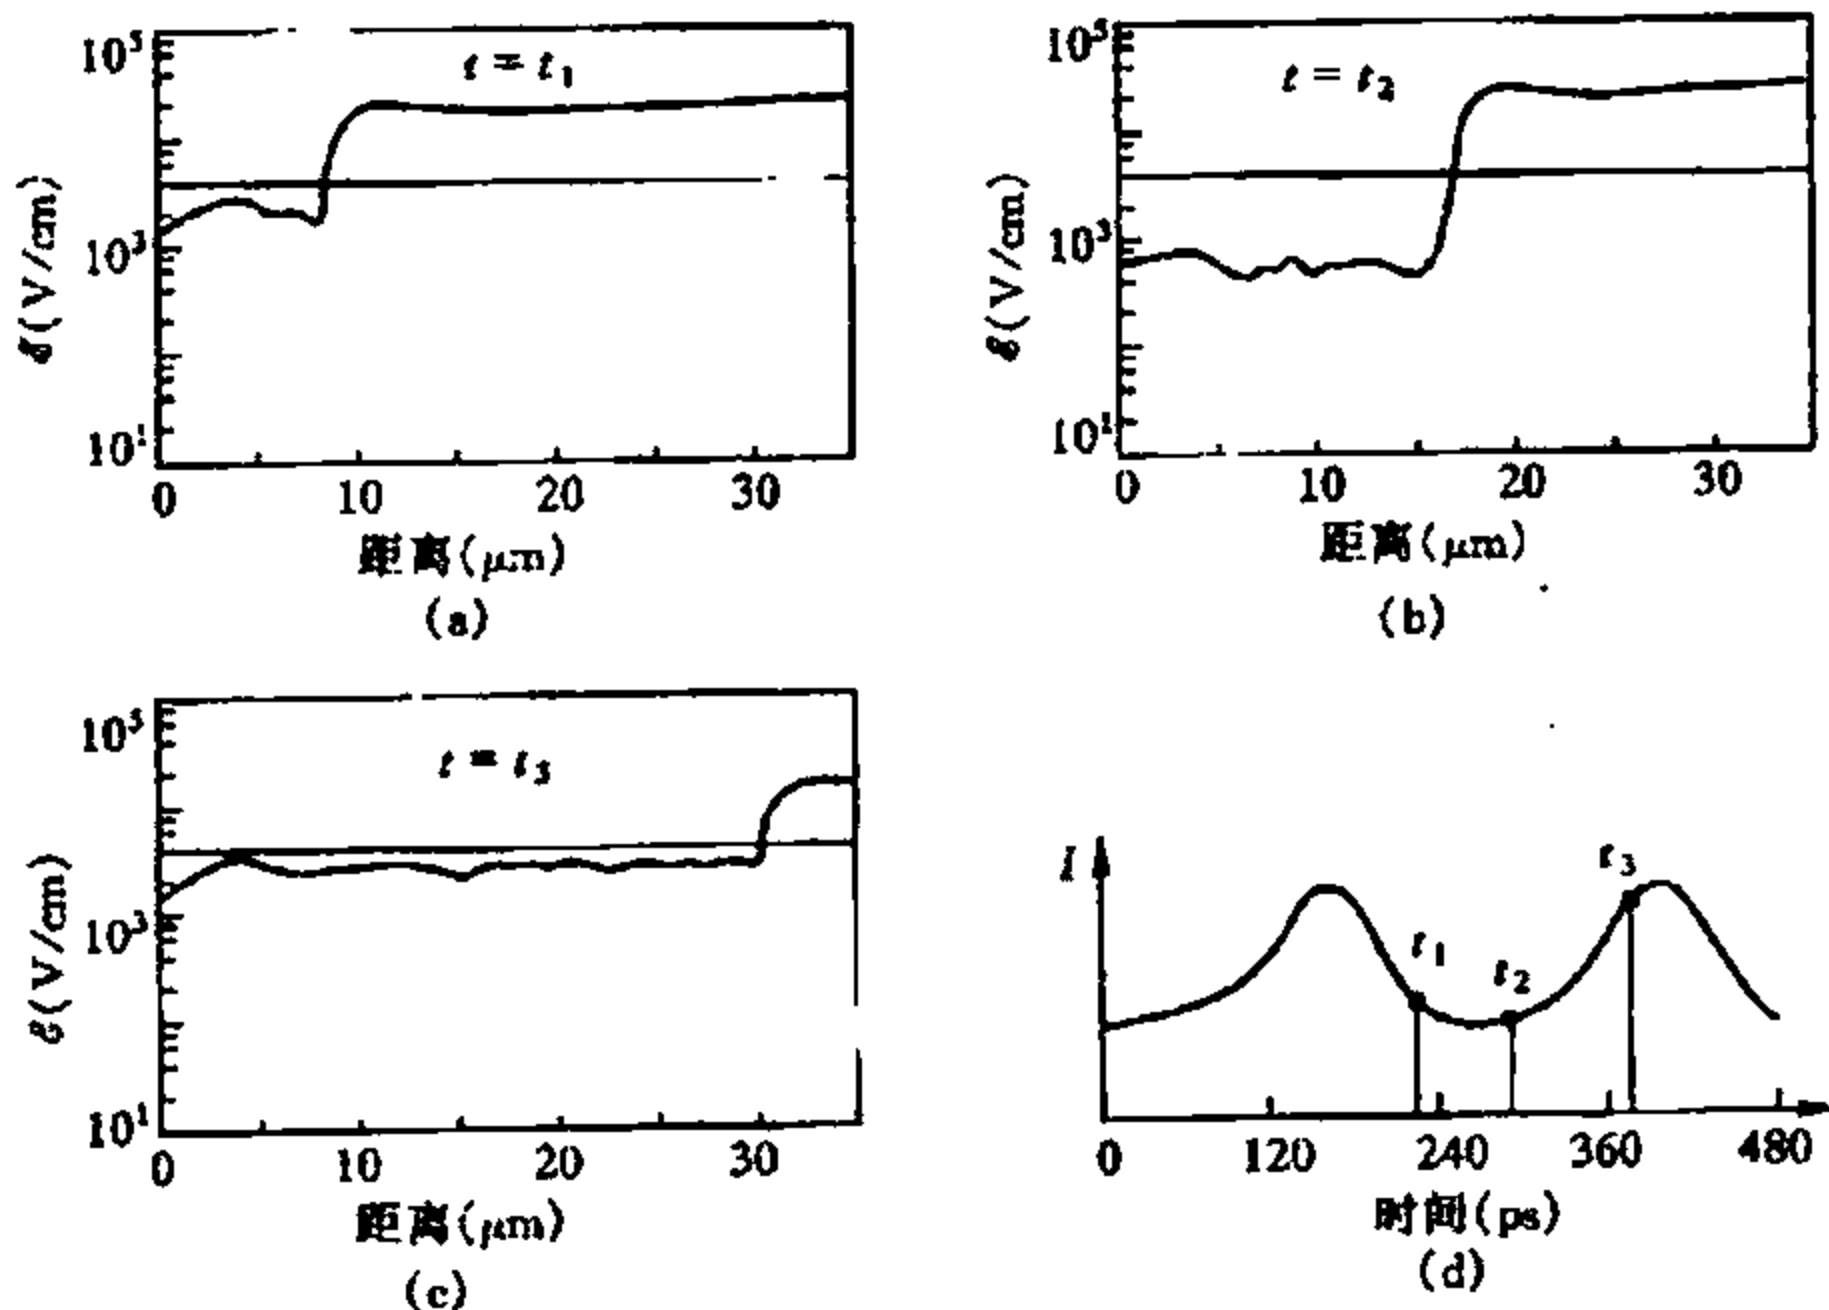 10⁵
t = t₁
10³
10¹
ℰ(V/cm)
0 10 20 30
距离(μm)
(a)
10⁵
t = t₂
10³
10¹
ℰ(V/cm)
0 10 20 30
距离(μm)
(b)
10⁵
t = t₃
10³
10¹
ℰ(V/cm)
0 10 20 30
距离(μm)
(c)
I
t₁
t₂
t₃
0 120 240 360 480
时间(ps)
(d)